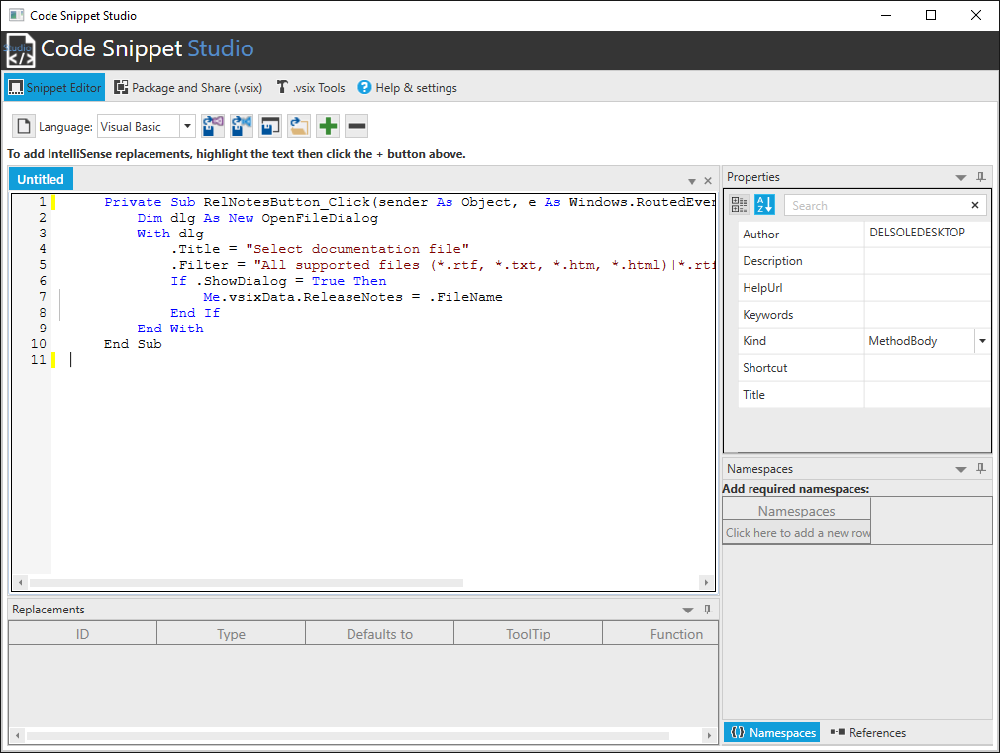 Code Snippet Studio
Studio
Code Snippet Studio
Snippet Editor Package and Share (.vsix) .vsix Tools Help & settings
Language: Visual Basic
To add IntelliSense replacements, highlight the text then click the + button above.
Untitled
1 Private Sub RelNotesButton_Click(sender As Object, e As Windows.RoutedEver
2 Dim dlg As New OpenFileDialog
3 With dlg
4 .Title = "Select documentation file"
5 .Filter = "All supported files (*.rtf, *.txt, *.htm, *.html)|*.rtf
6 If .ShowDialog = True Then
7 Me.vsixData.ReleaseNotes = .FileName
8 End If
9 End With
10 End Sub
11
Replacements
ID Type Defaults to ToolTip Function
Properties
Search
Author DELSOLEDESKTOP
Description
HelpUrl
Keywords
Kind MethodBody
Shortcut
Title
Namespaces
Add required namespaces:
Namespaces
Click here to add a new row
Namespaces References